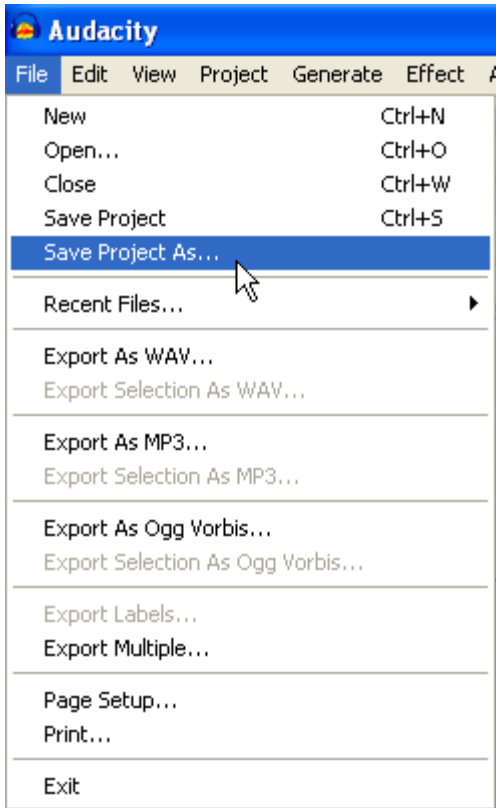 Audacity
File Edit View Project Generate Effect
New Ctrl+N
Open... Ctrl+O
Close Ctrl+W
Save Project Ctrl+S
Save Project As...
Recent Files...
Export As WAV...
Export Selection As WAV...
Export As MP3...
Export Selection As MP3...
Export As Ogg Vorbis...
Export Selection As Ogg Vorbis...
Export Labels...
Export Multiple...
Page Setup...
Print...
Exit